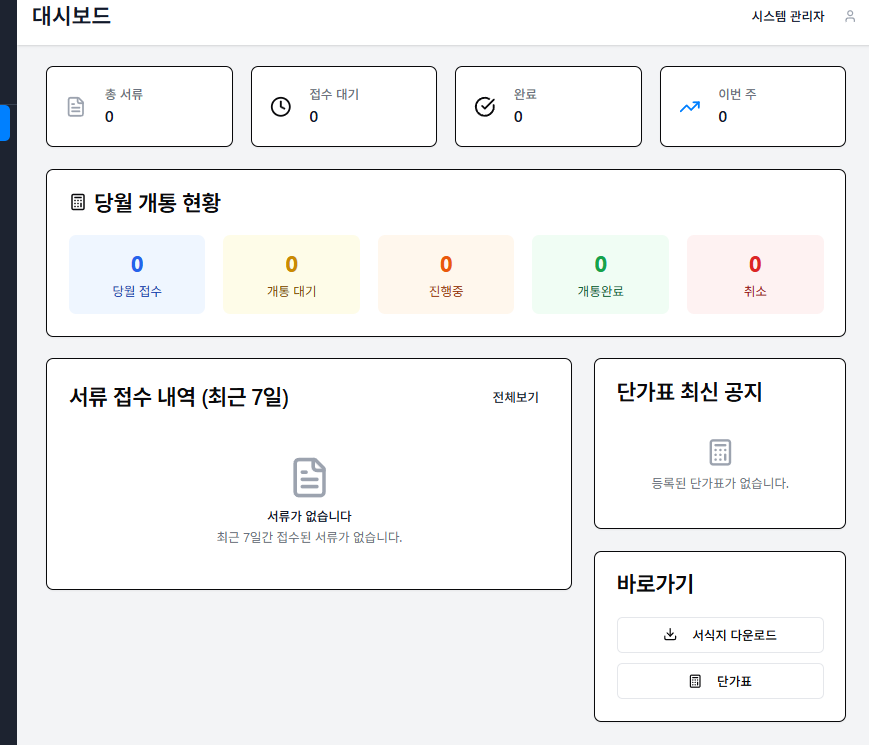 대시보드
시스템 관리자
총 서류
0
접수 대기
0
완료
0
이번 주
0
당월 개통 현황
0
당월 접수
0
개통 대기
0
진행중
0
개통완료
0
취소
서류 접수 내역 (최근 7일)
전체보기
서류가 없습니다
최근 7일간 접수된 서류가 없습니다.
단가표 최신 공지
등록된 단가표가 없습니다.
바로가기
서식지 다운로드
단가표